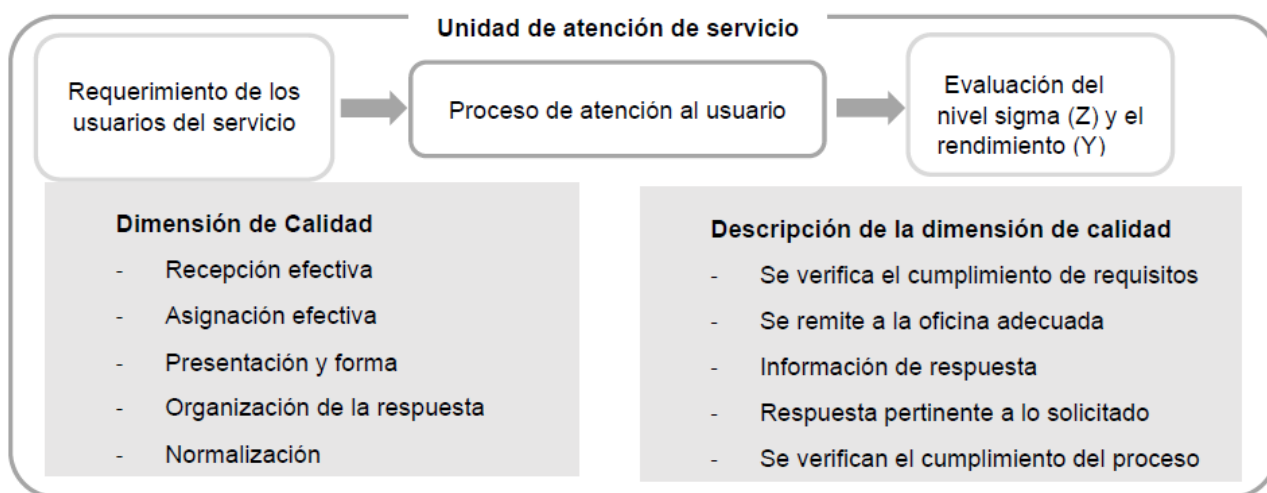 Unidad de atención de servicio
Requerimiento de los
usuarios del servicio
Proceso de atención al usuario
Evaluación del
nivel sigma (Z) y el
rendimiento (Y)
Dimensión de Calidad
- Recepción efectiva
- Asignación efectiva
- Presentación y forma
- Organización de la respuesta
- Normalización
Descripción de la dimensión de calidad
- Se verifica el cumplimiento de requisitos
- Se remite a la oficina adecuada
- Información de respuesta
- Respuesta pertinente a lo solicitado
- Se verifican el cumplimiento del proceso